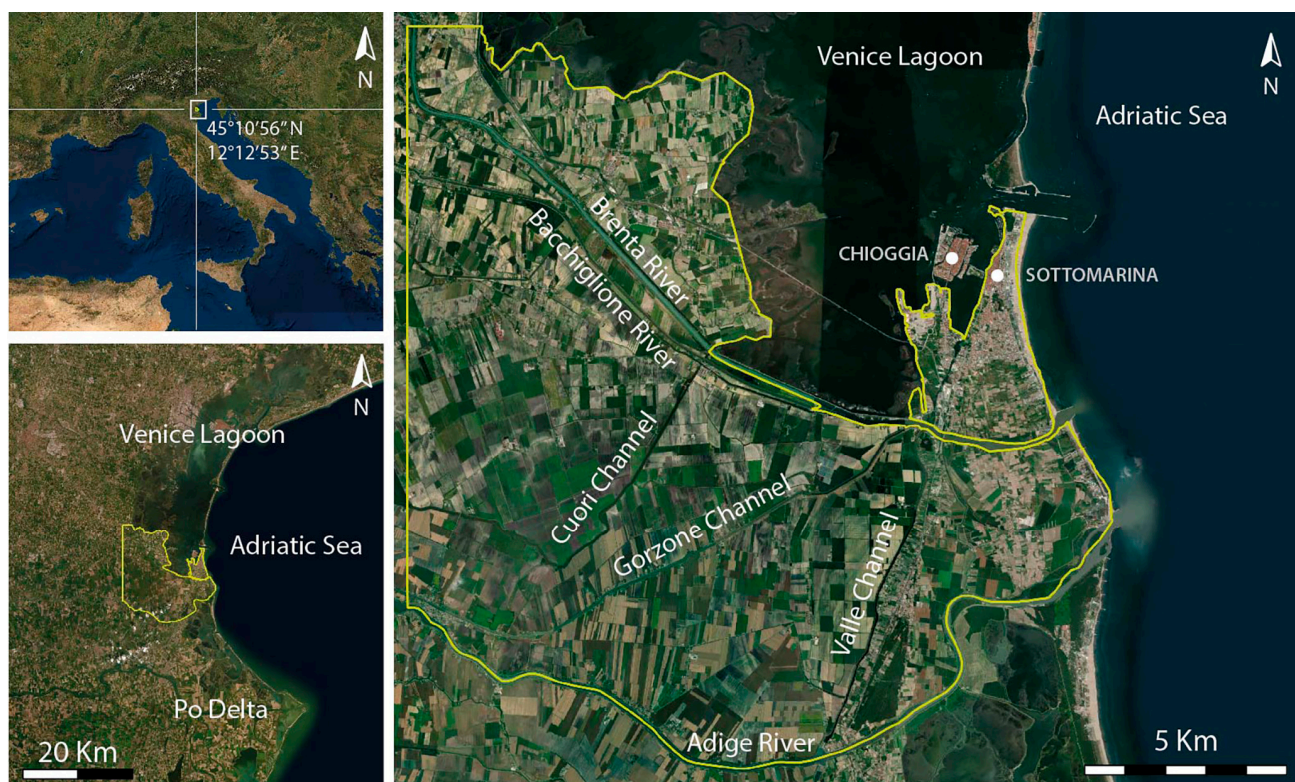 N
45°10'56”N
12°12'53”E
Venice Lagoon
N
Adriatic Sea
Po Delta
20 Km
Venice Lagoon
N
Adriatic Sea
CHIOGGIA
SOTTOMARINA
Brenta River
Bacchiglione River
Cuori Channel
Gorzone Channel
Valle Channel
Adige River
5 Km